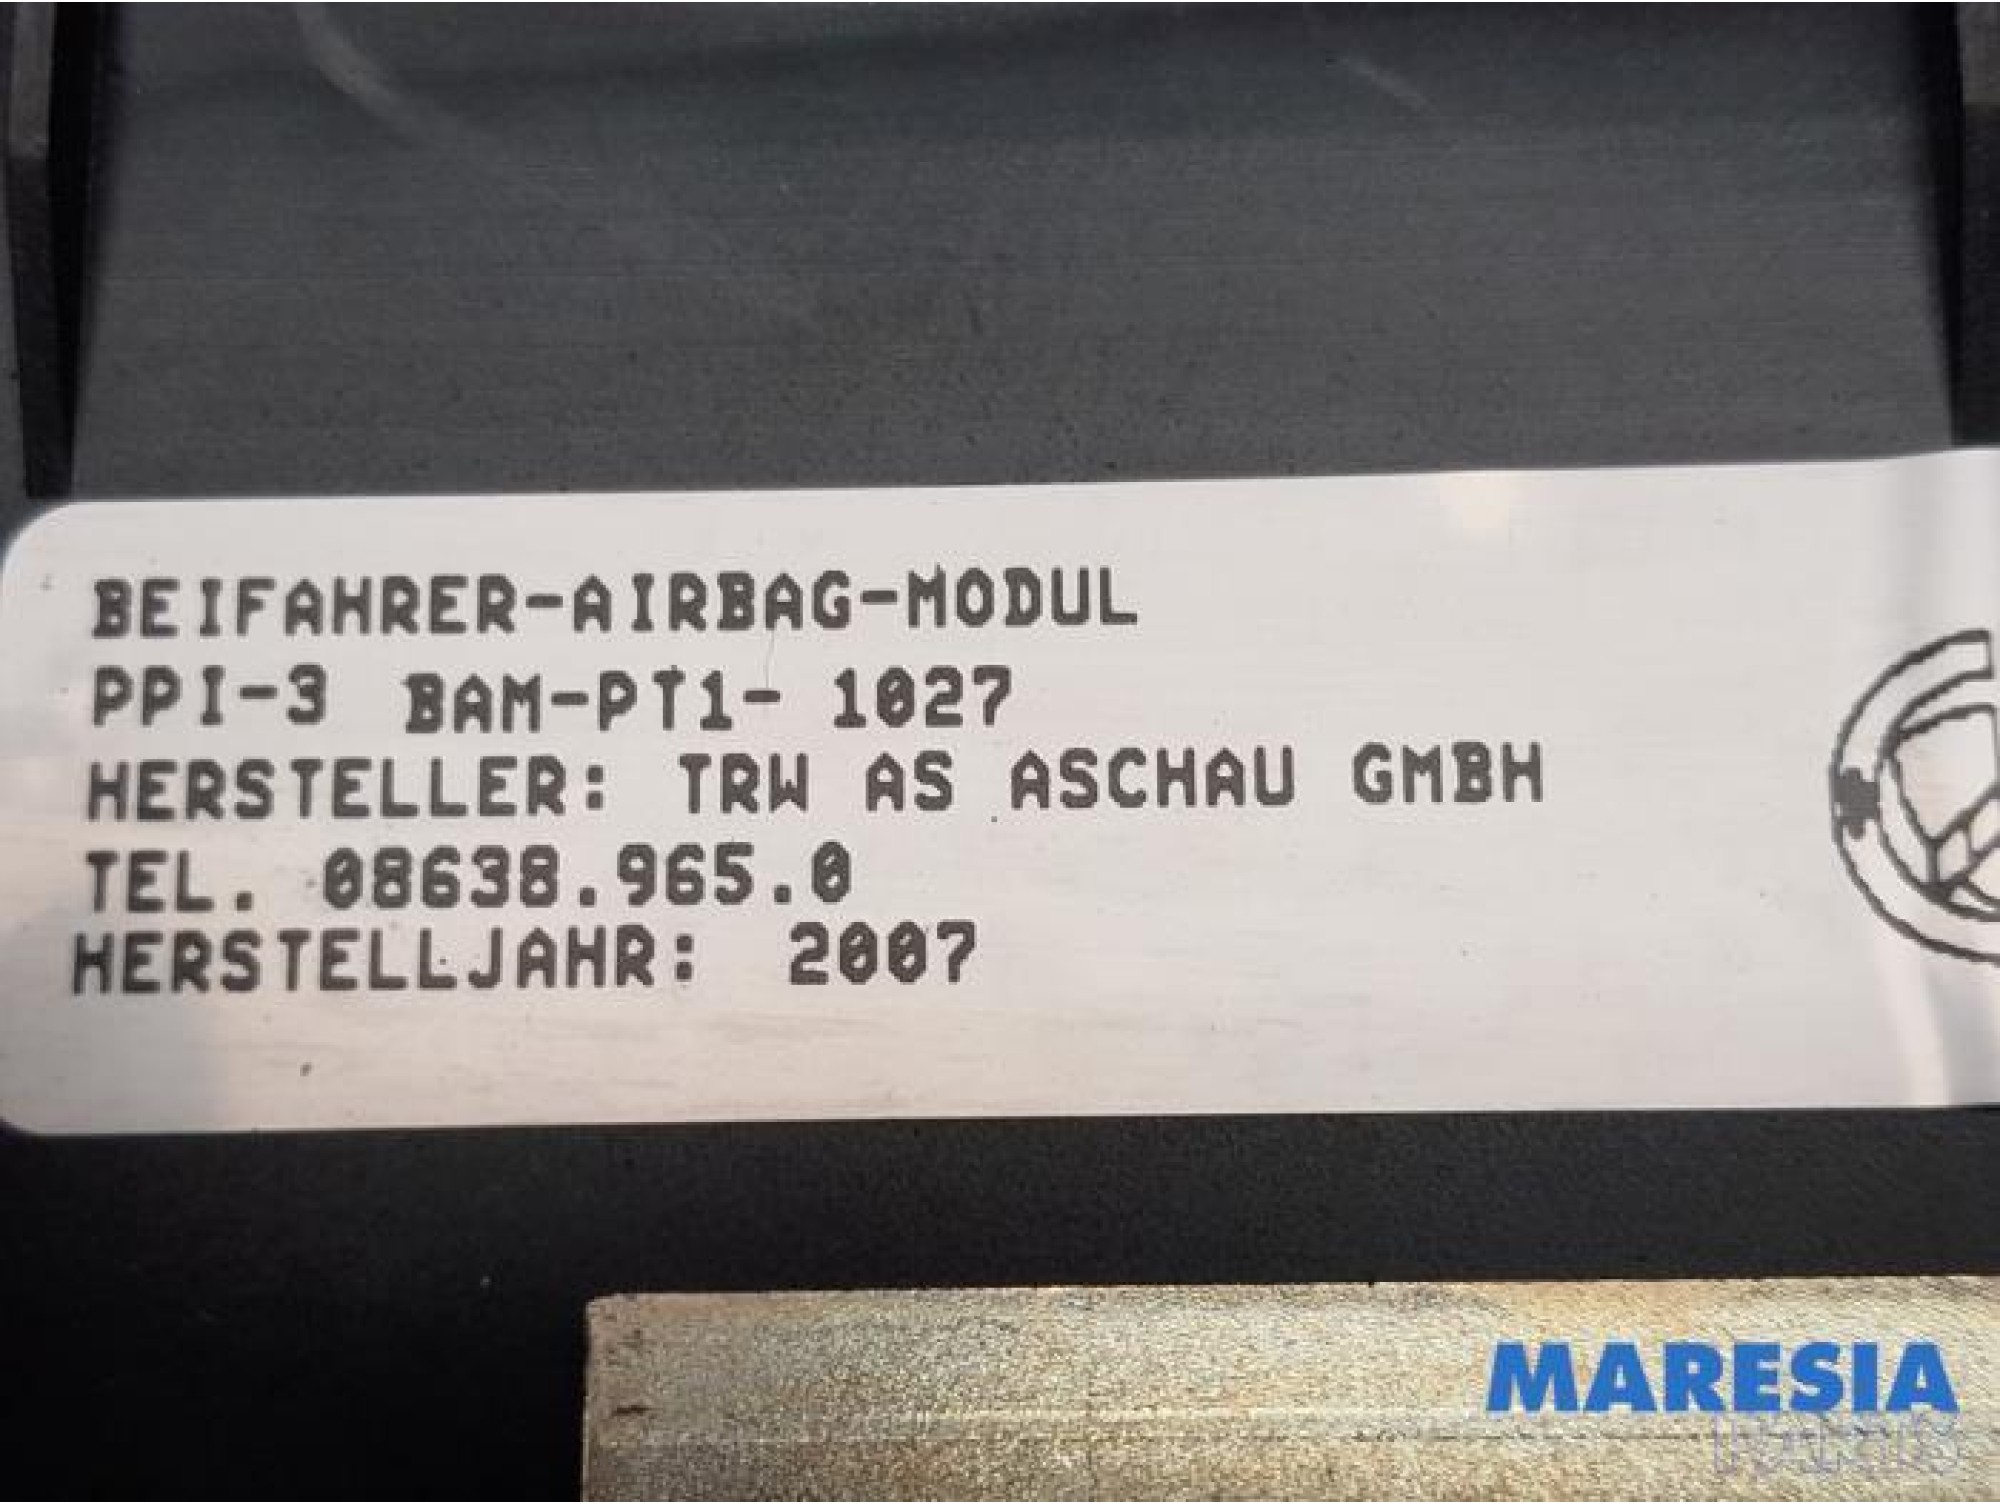 BEIFAHRER-AIRBAG-MODUL
PPI-3 BAM-PT1- 1027
HERSTELLER: TRW AS ASCHAU GMBH
TEL. 08638.965.0
HERSTELLJAHR: 2007
MARESIA
PARTS